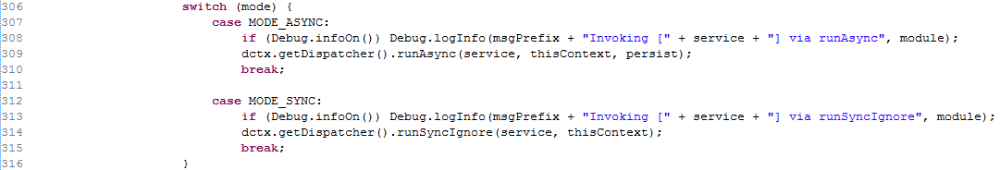 306 switch (mode) {
307 case MODE_ASYNC:
308 if (Debug.infoOn()) Debug.logInfo(msgPrefix + "Invoking [" + service + "] via runAsync", module);
309 dctx.getDispatcher().runAsync(service, thisContext, persist);
310 break;
311
312 case MODE_SYNC:
313 if (Debug.infoOn()) Debug.logInfo(msgPrefix + "Invoking [" + service + "] via runSyncIgnore", module);
314 dctx.getDispatcher().runSyncIgnore(service, thisContext);
315 break;
316 }